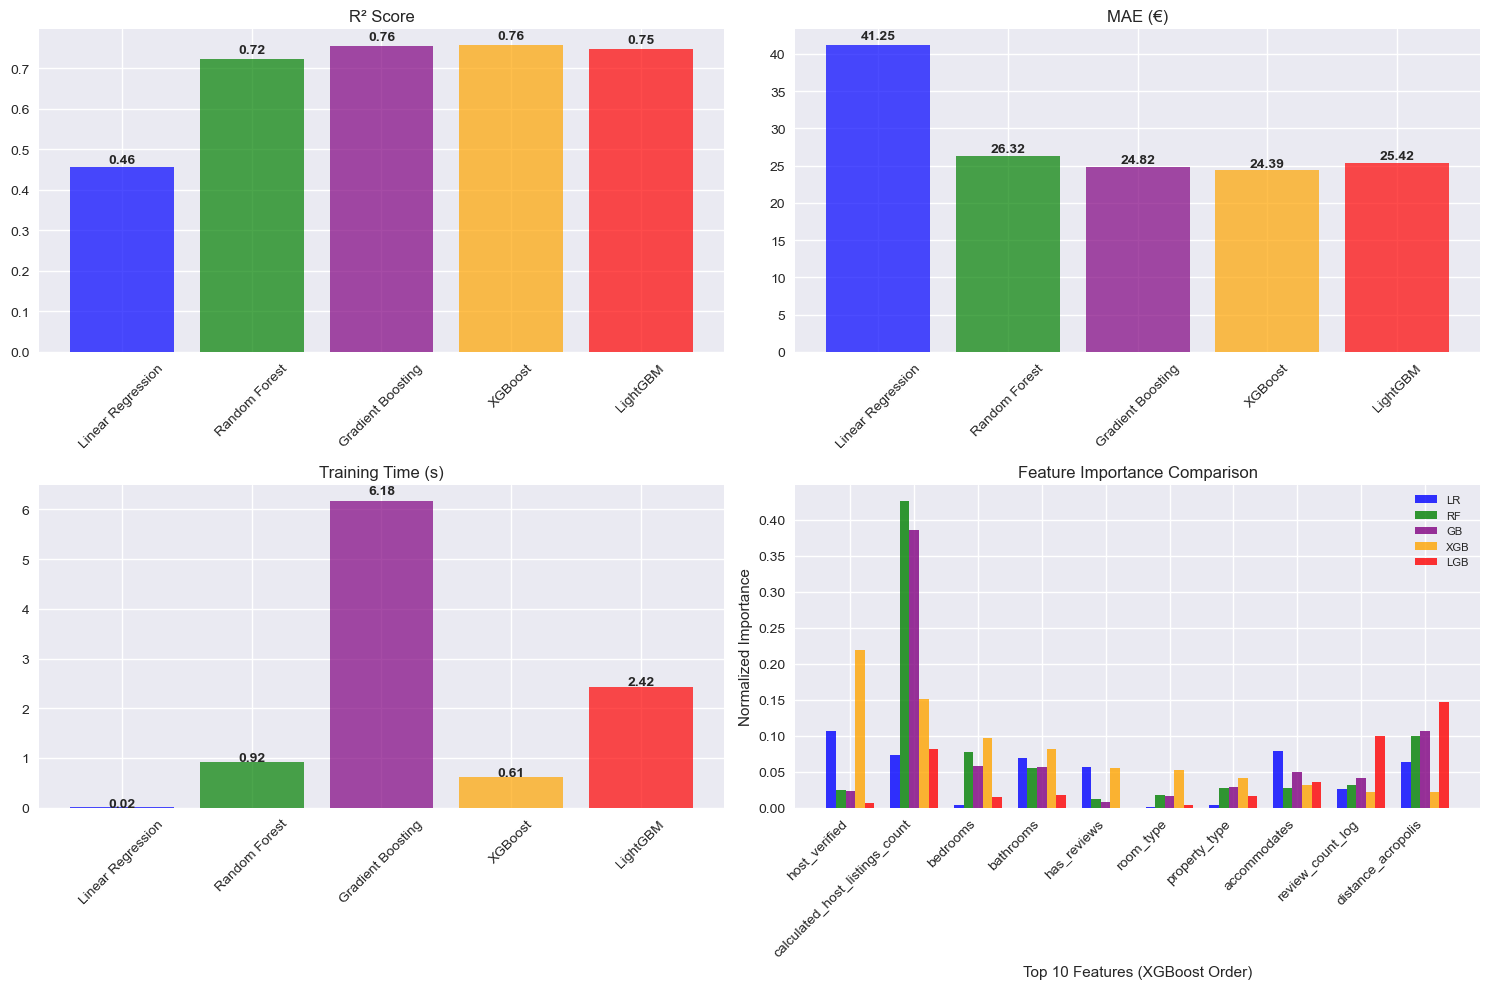 R² Score
0.0
0.1
0.2
0.3
0.4
0.5
0.6
0.7
0.46
0.72
0.76
0.76
0.75
Linear Regression
Random Forest
Gradient Boosting
XGBoost
LightGBM
MAE (€)
0
5
10
15
20
25
30
35
40
41.25
26.32
24.82
24.39
25.42
Linear Regression
Random Forest
Gradient Boosting
XGBoost
LightGBM
Training Time (s)
0
1
2
3
4
5
6
0.02
0.92
6.18
0.61
2.42
Linear Regression
Random Forest
Gradient Boosting
XGBoost
LightGBM
Feature Importance Comparison
Normalized Importance
0.00
0.05
0.10
0.15
0.20
0.25
0.30
0.35
0.40
LR
RF
GB
XGB
LGB
host_verified
calculated_host_listings_count
bedrooms
bathrooms
has_reviews
room_type
property_type
accommodates
review_count_log
distance_acropolis
Top 10 Features (XGBoost Order)